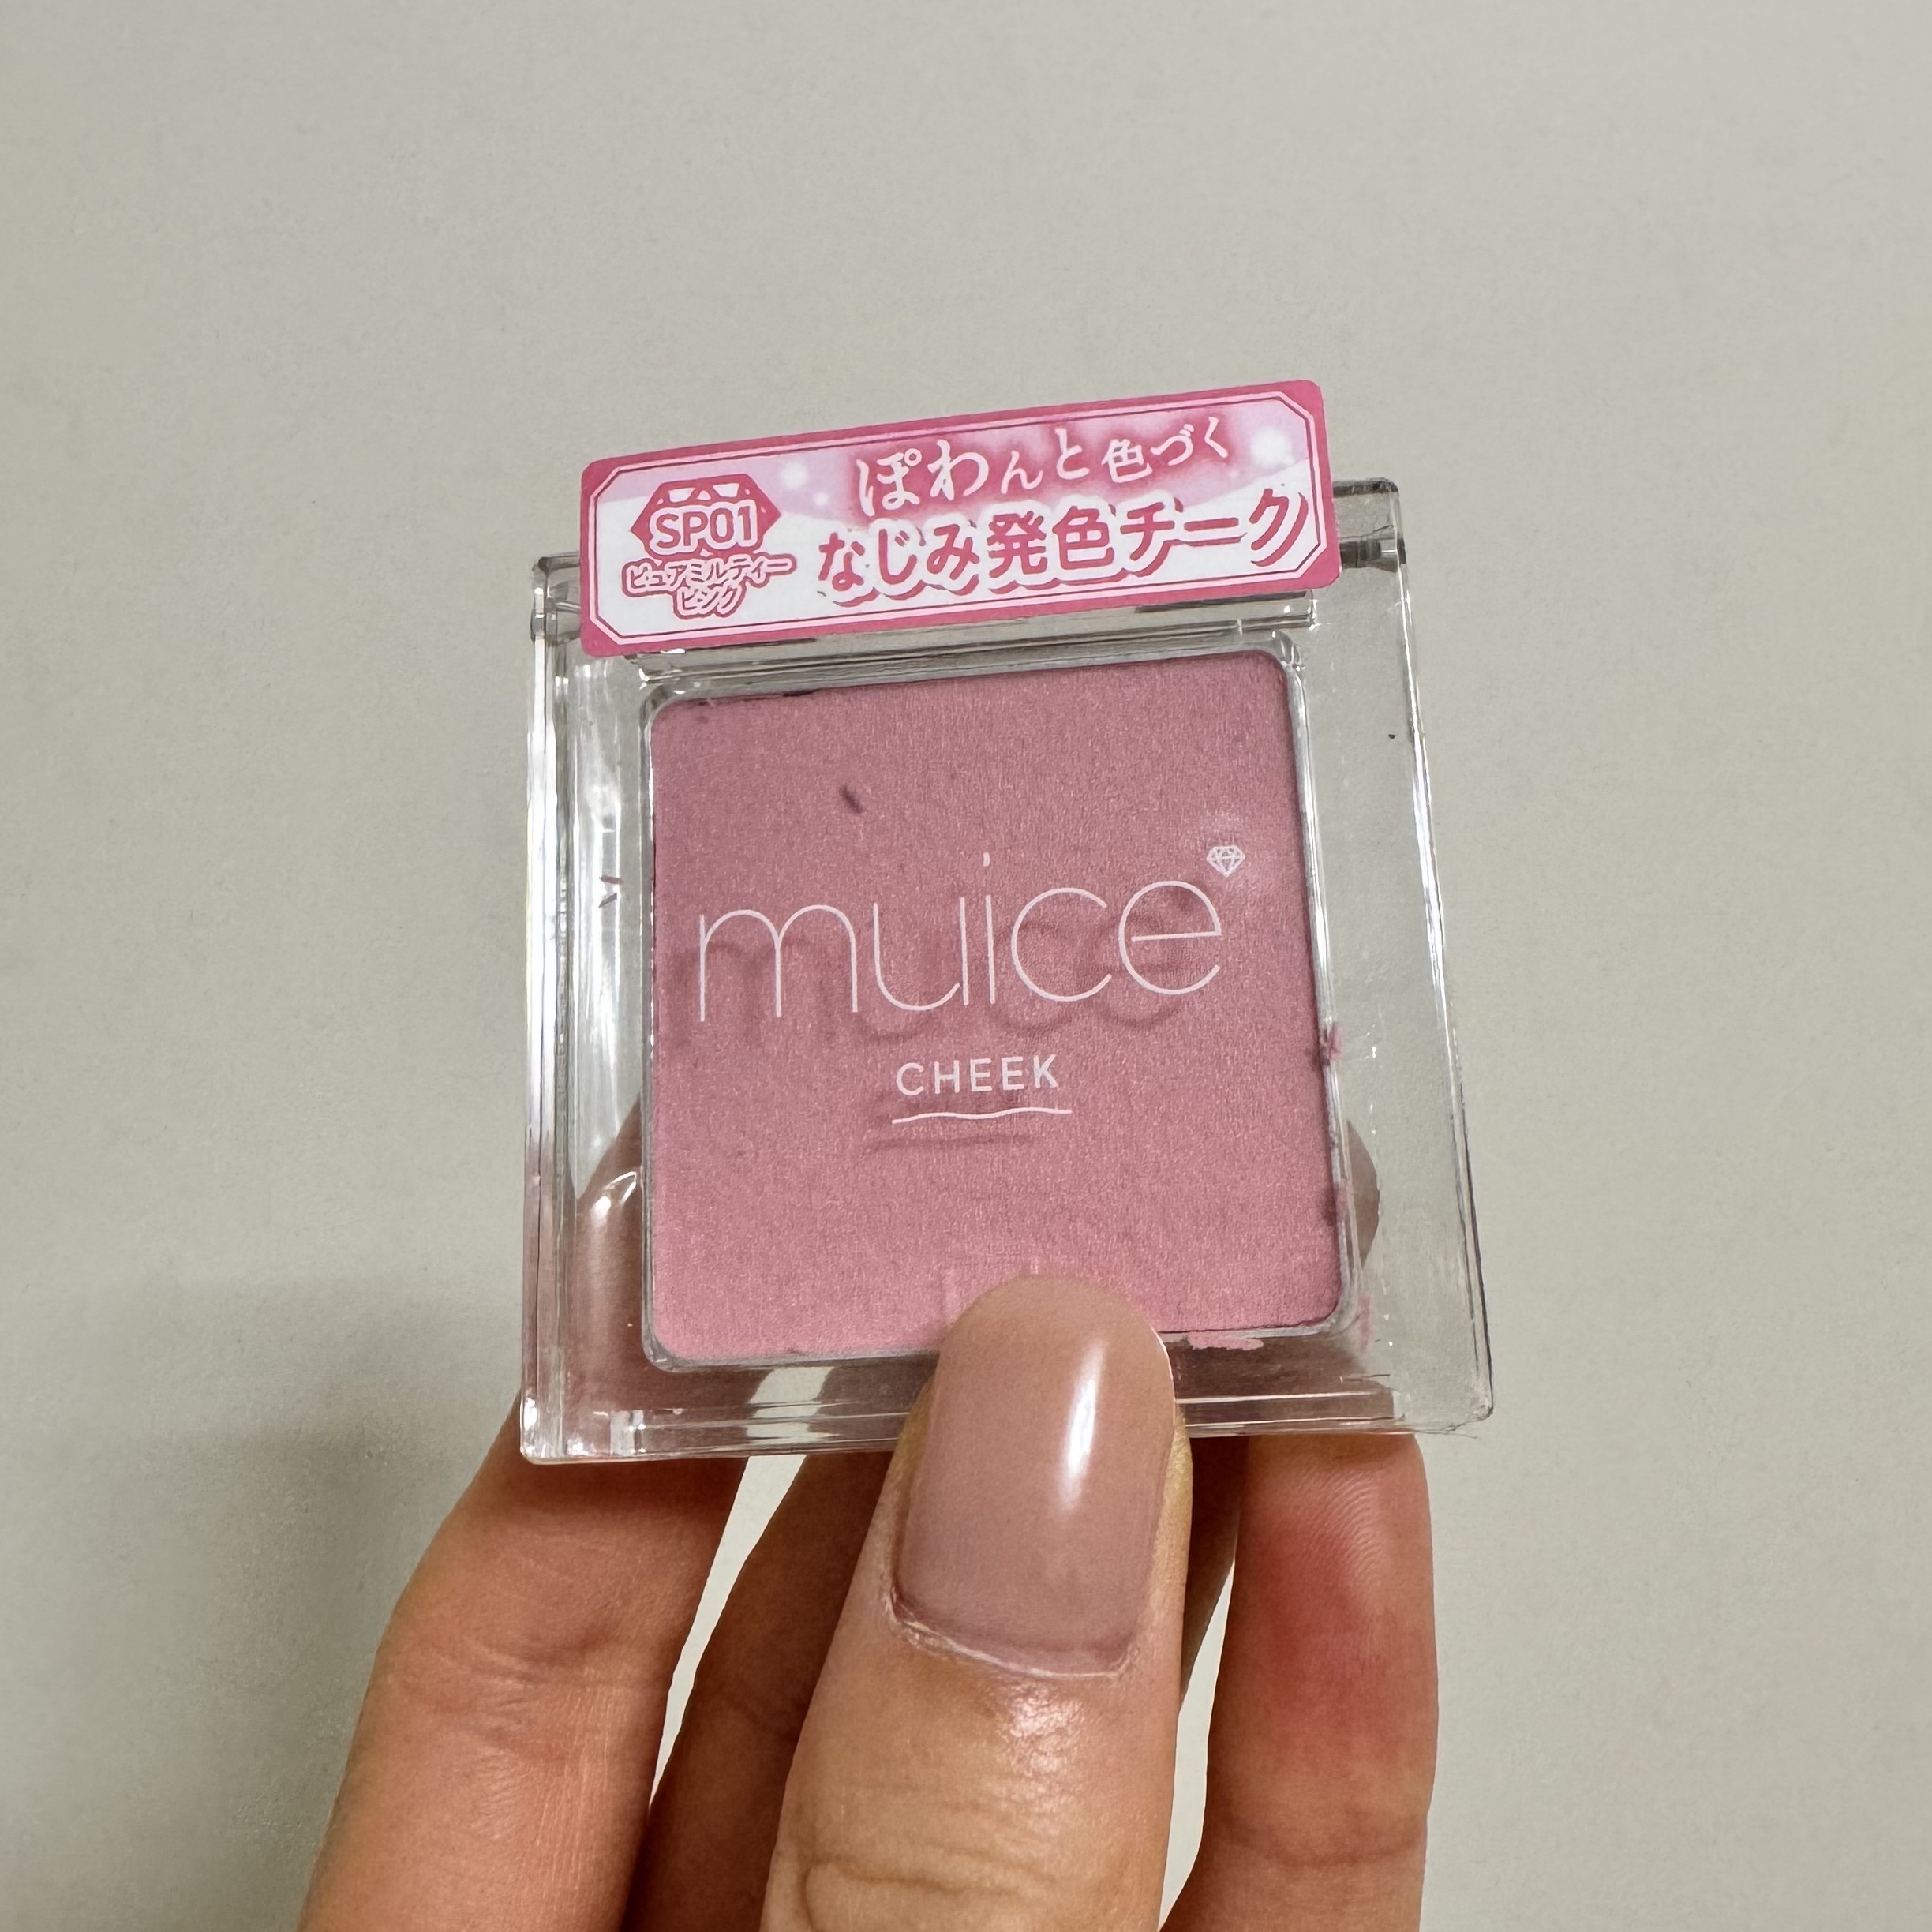 ぽわんと色づく
なじみ発色チーク
SP01
ピュアミルティー
ピンク
muice
CHEEK